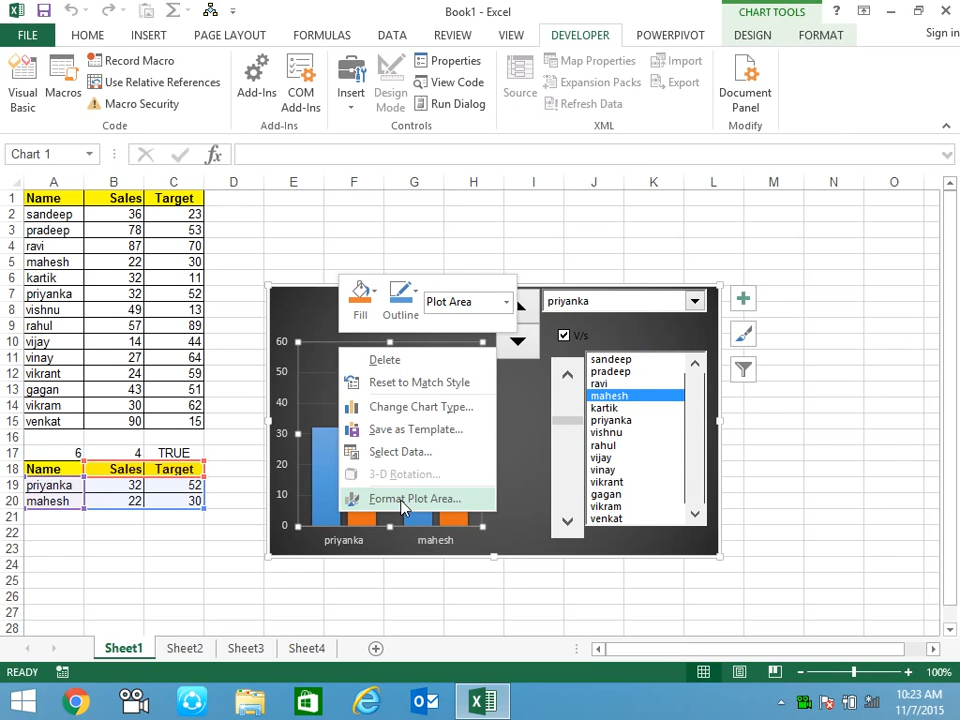 Book1 - Excel
CHART TOOLS
?
FILE
HOME
INSERT
PAGE LAYOUT
FORMULAS
DATA
REVIEW
VIEW
DEVELOPER
POWERPIVOT
DESIGN
FORMAT
Sign in
Visual Basic
Macros
Record Macro
Use Relative References
Macro Security
Add-Ins
COM Add-Ins
Insert
Design Mode
Properties
View Code
Run Dialog
Source
Map Properties
Expansion Packs
Refresh Data
Import
Export
Document Panel
Code
Add-Ins
Controls
XML
Modify
Chart 1
fx
A B C D E F G H I J K L M N O
1 Name Sales Target
2 sandeep 36 23
3 pradeep 78 53
4 ravi 87 70
5 mahesh 22 30
6 kartik 32 11
7 priyanka 32 52
8 vishnu 49 13
9 rahul 57 89
10 vijay 14 44
11 vinay 27 64
12 vikrant 24 59
13 gagan 43 51
14 vikram 30 62
15 venkat 90 15
16
17 6 4 TRUE
18 Name Sales Target
19 priyanka 32 52
20 mahesh 22 30
21
22
23
24
25
26
27
28
Fill
Outline
Plot Area
Delete
Reset to Match Style
Change Chart Type...
Save as Template...
Select Data...
3-D Rotation...
Format Plot Area...
60
50
40
30
20
10
0
priyanka mahesh
priyanka
V/s
sandeep
pradeep
ravi
mahesh
kartik
priyanka
vishnu
rahul
vijay
vinay
vikrant
gagan
vikram
venkat
Sheet1 Sheet2 Sheet3 Sheet4
READY
100%
10:23 AM
11/7/2015